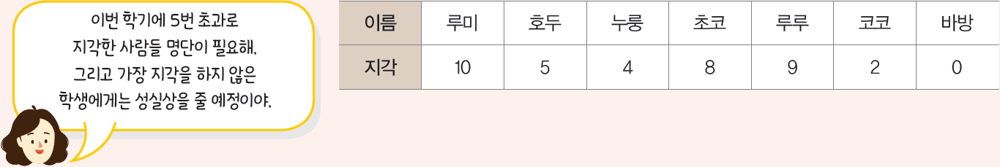 이번 학기에 5번 초과로
지각한 사람들 명단이 필요해.
그리고 가장 지각을 하지 않은
학생에게는 성실상을 줄 예정이야.
이름 루미 호두 누룽 초코 루루 코코 바방
지각 10 5 4 8 9 2 0